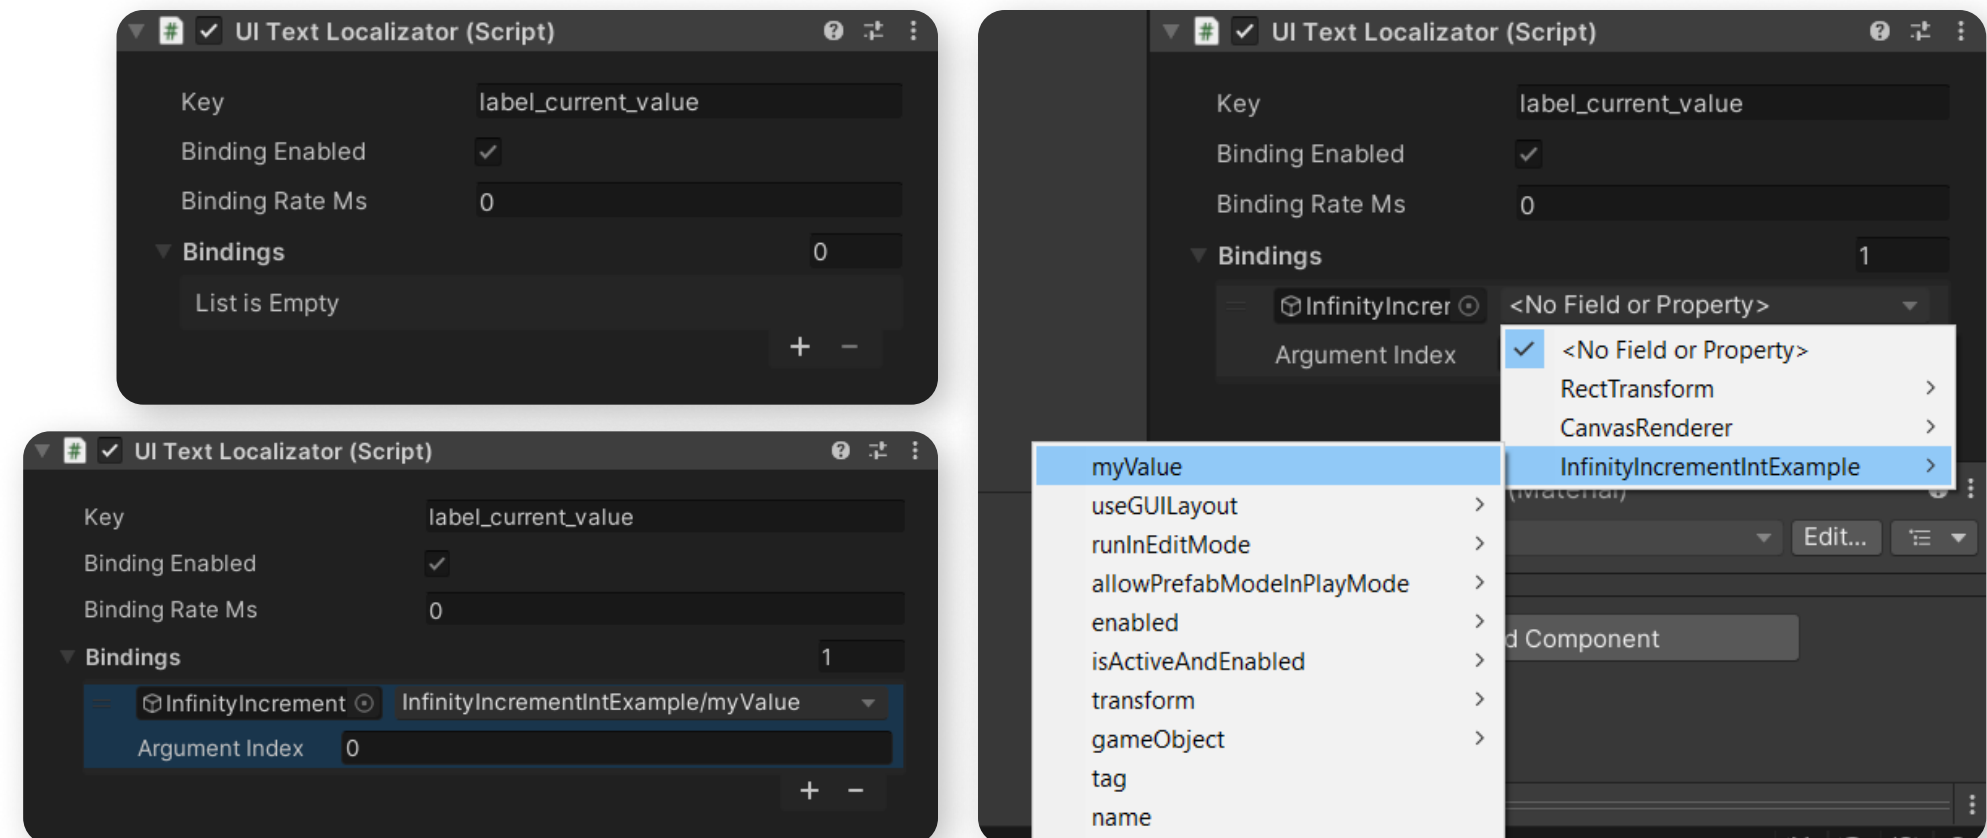 UI Text Localizator (Script)
Key
label_current_value
Binding Enabled
Binding Rate Ms
0
Bindings
0
List is Empty
UI Text Localizator (Script)
Key
label_current_value
Binding Enabled
Binding Rate Ms
0
Bindings
1
InfinityIncrement
InfinityIncrementIntExample/myValue
Argument Index
0
UI Text Localizator (Script)
Key
label_current_value
Binding Enabled
Binding Rate Ms
0
Bindings
1
InfinityIncrer
<No Field or Property>
Argument Index
<No Field or Property>
RectTransform
CanvasRenderer
InfinityIncrementIntExample
myValue
useGUILayout
runInEditMode
allowPrefabModeInPlayMode
enabled
isActiveAndEnabled
transform
gameObject
tag
name
(Material)
Edit...
d Component